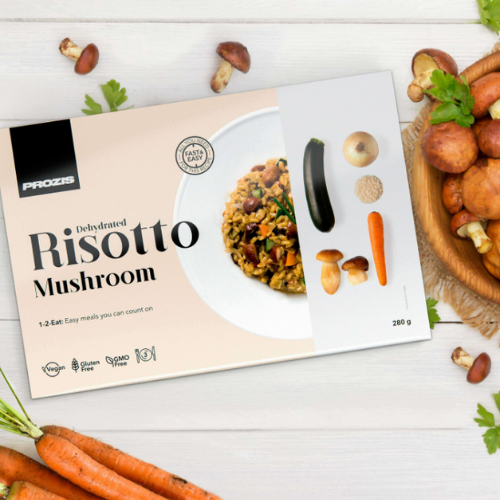 PROZIS
FAST&
EASY
Dehydrated
Risotto
Mushroom
1-2-Eat: Easy meals you can count on
Vegan
Gluten
Free
GMO
Free
3
280 g